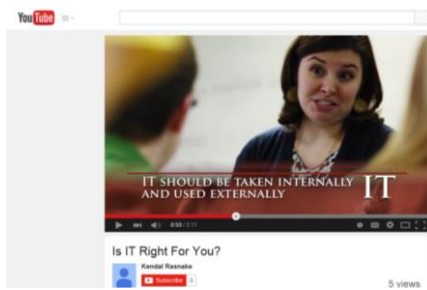 YouTube
IT SHOULD BE TAKEN INTERNALLY
AND USED EXTERNALLY
IT
0:53 / 2:11
Is IT Right For You?
Kendal Rasnake
Subscribe 0
5 views